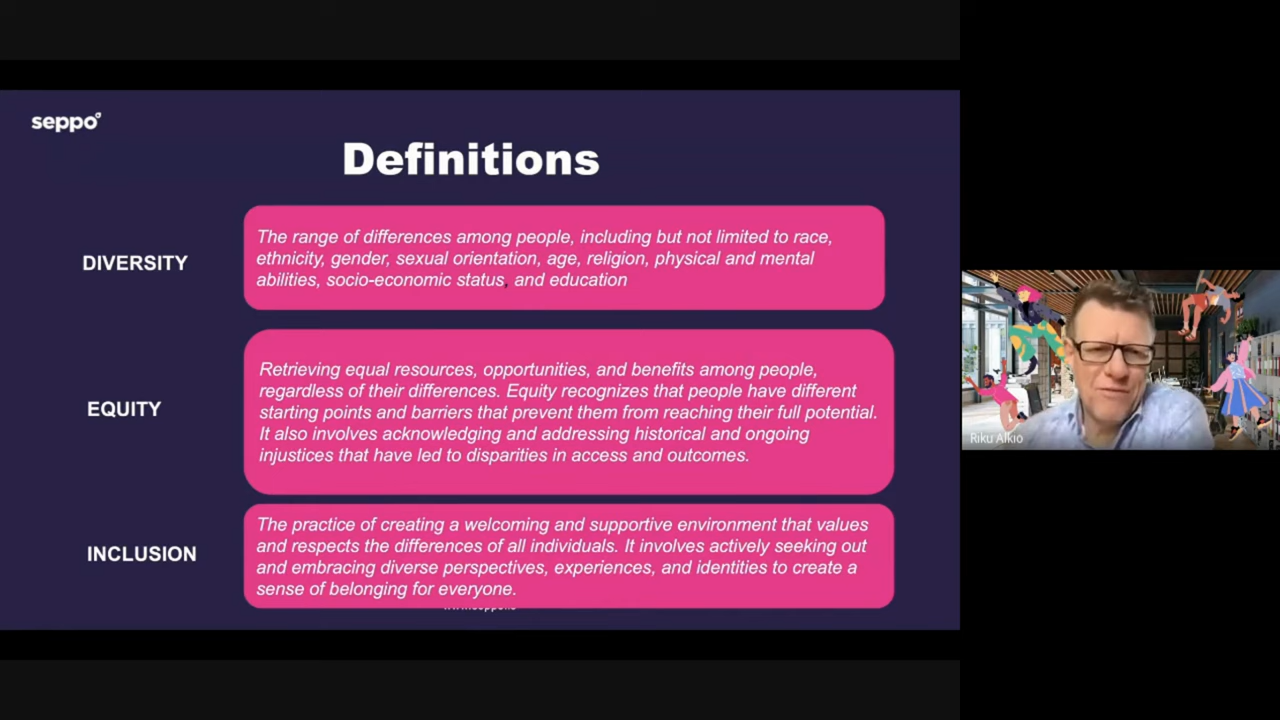 seppo
Definitions
DIVERSITY
The range of differences among people, including but not limited to race,
ethnicity, gender, sexual orientation, age, religion, physical and mental
abilities, socio-economic status, and education
EQUITY
Retrieving equal resources, opportunities, and benefits among people,
regardless of their differences. Equity recognizes that people have different
starting points and barriers that prevent them from reaching their full potential.
It also involves acknowledging and addressing historical and ongoing
injustices that have led to disparities in access and outcomes.
INCLUSION
The practice of creating a welcoming and supportive environment that values
and respects the differences of all individuals. It involves actively seeking out
and embracing diverse perspectives, experiences, and identities to create a
sense of belonging for everyone.
Riku Alkio